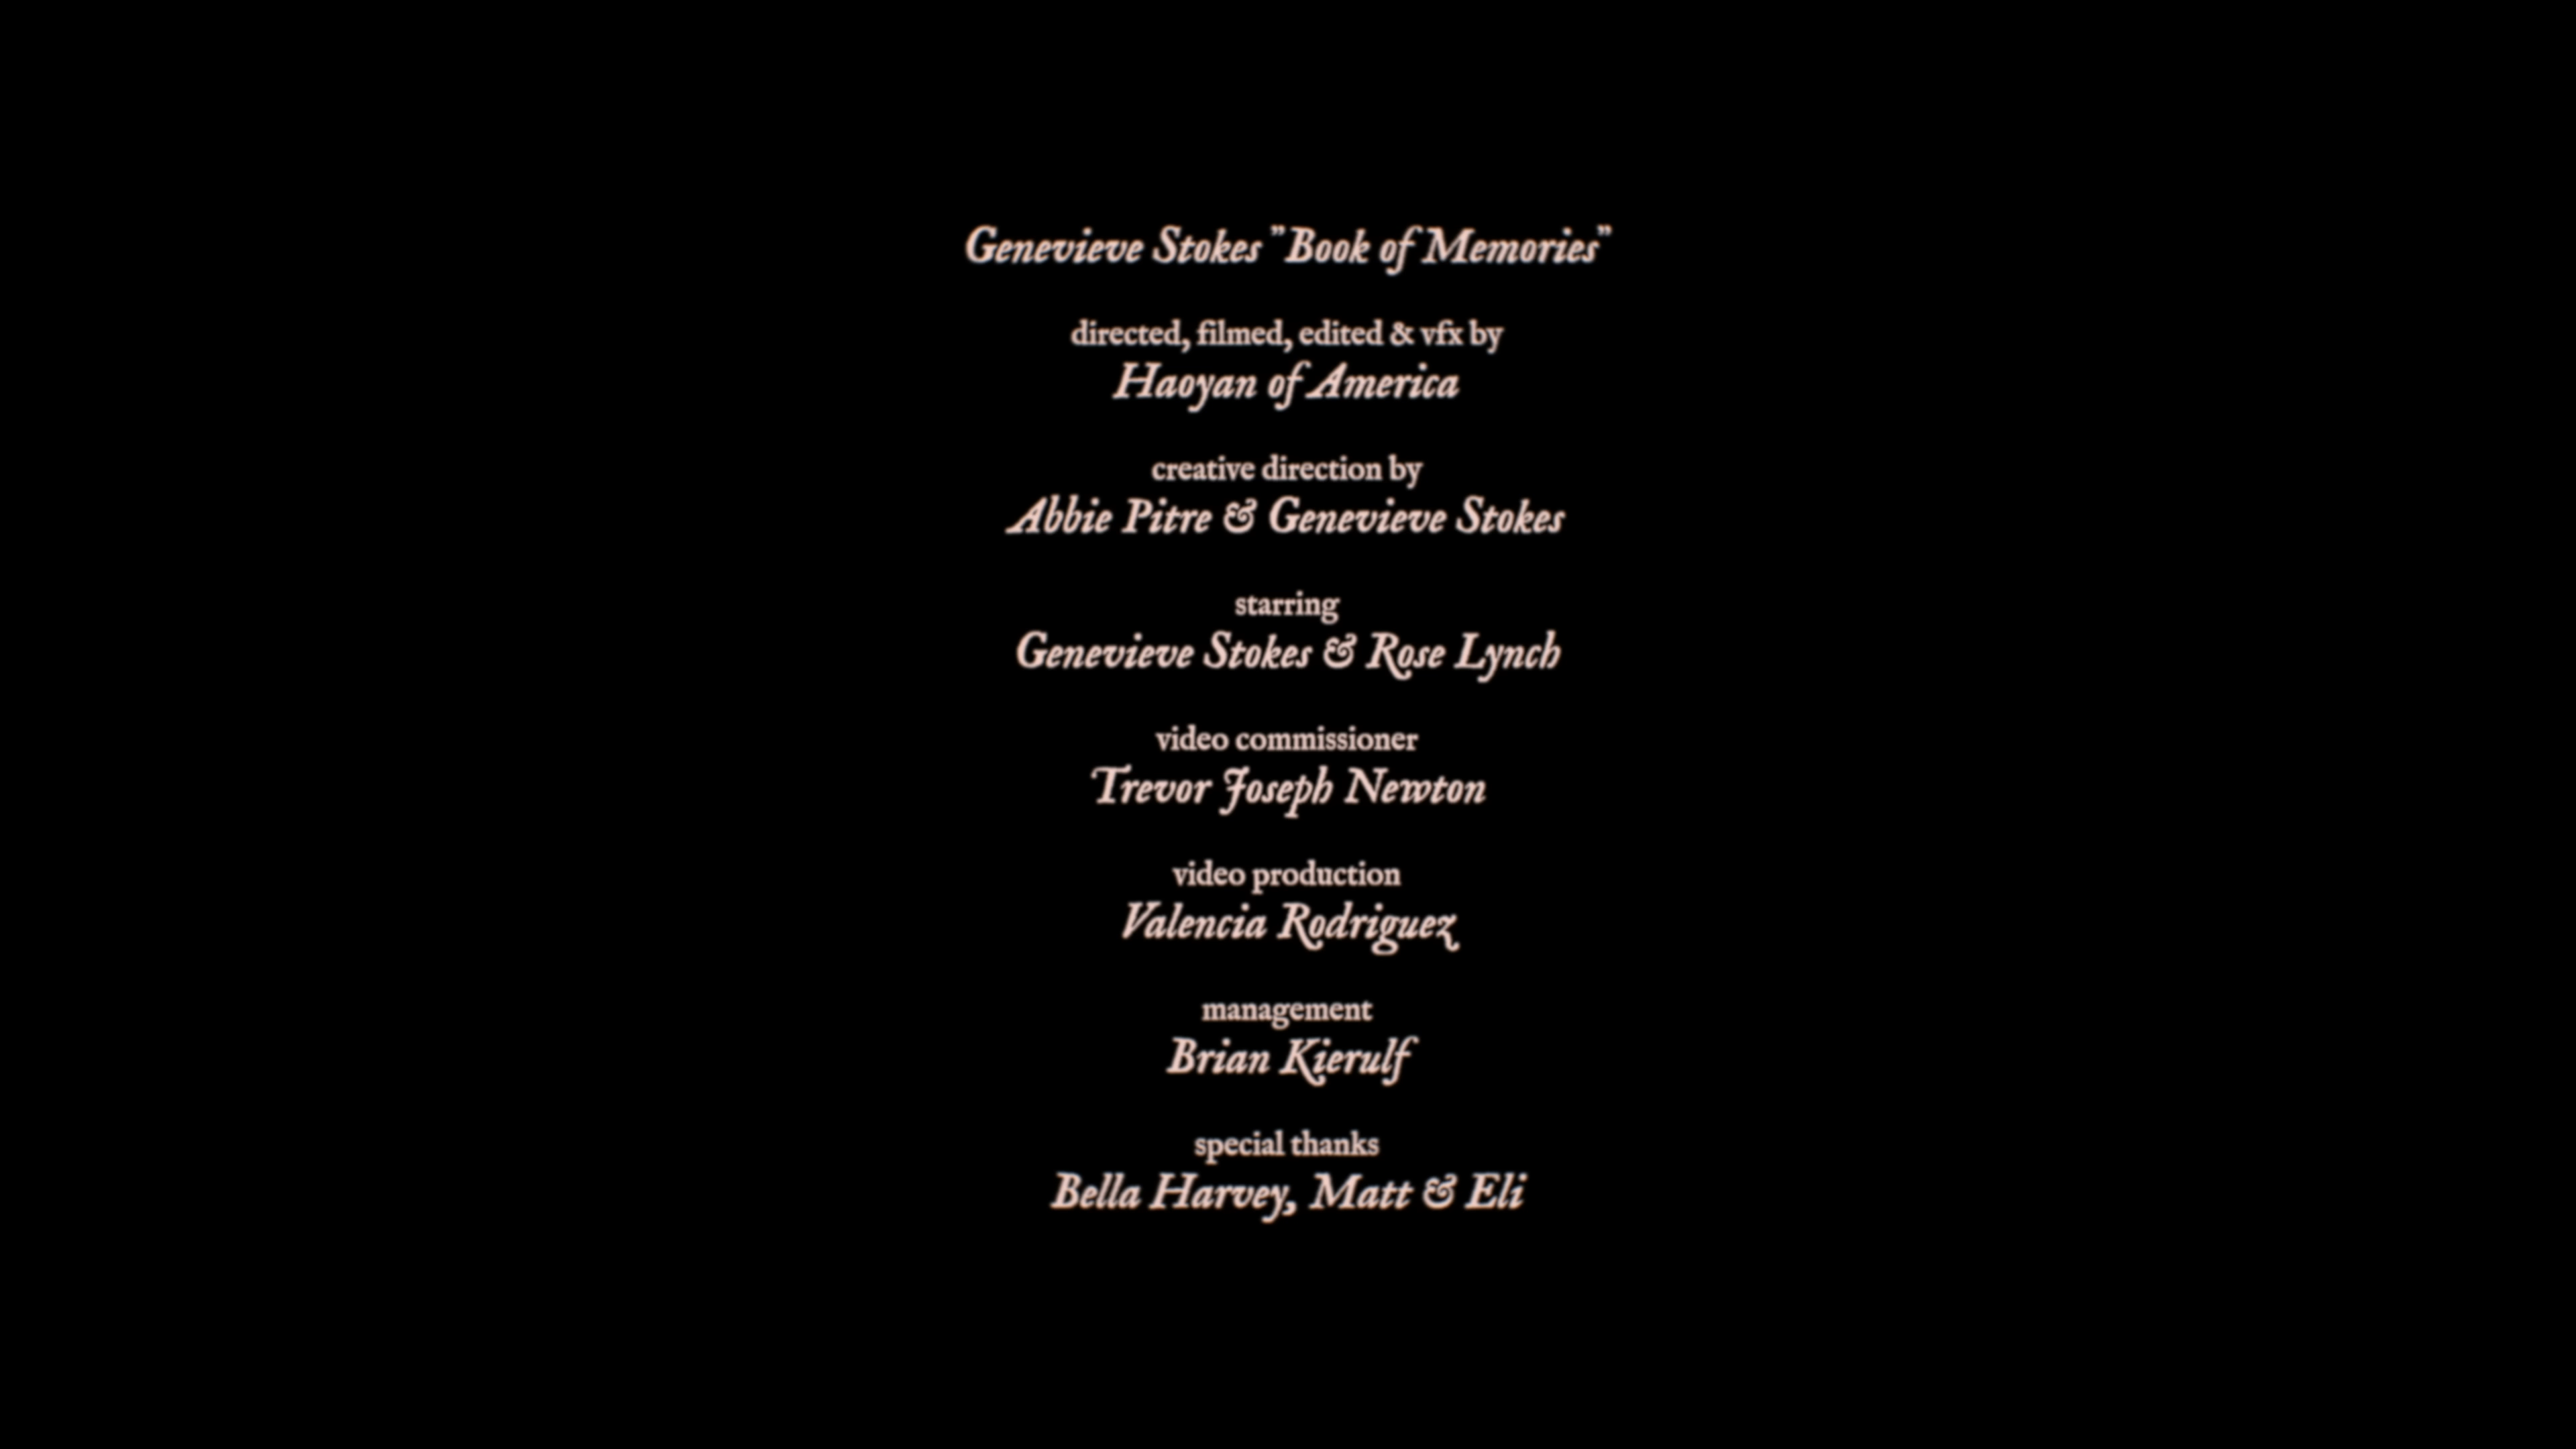 Genevieve Stokes "Book of Memories"
directed, filmed, edited & vfx by
Haoyan of America
creative direction by
Abbie Pitre & Genevieve Stokes
starring
Genevieve Stokes & Rose Lynch
video commissioner
Trevor Joseph Newton
video production
Valencia Rodriguez
management
Brian Kierulf
special thanks
Bella Harvey, Matt & Eli